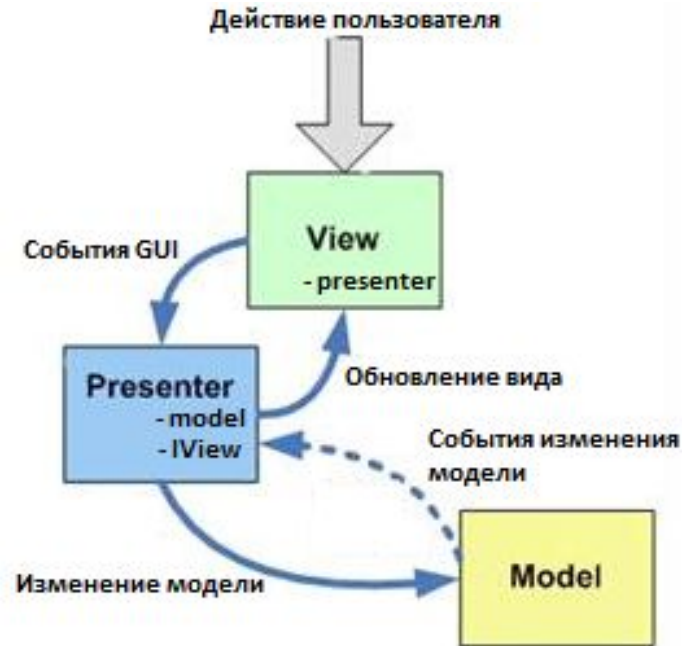 Действие пользователя
View
- presenter
События GUI
Presenter
- model
- IView
Обновление вида
События изменения
модели
Изменение модели
Model